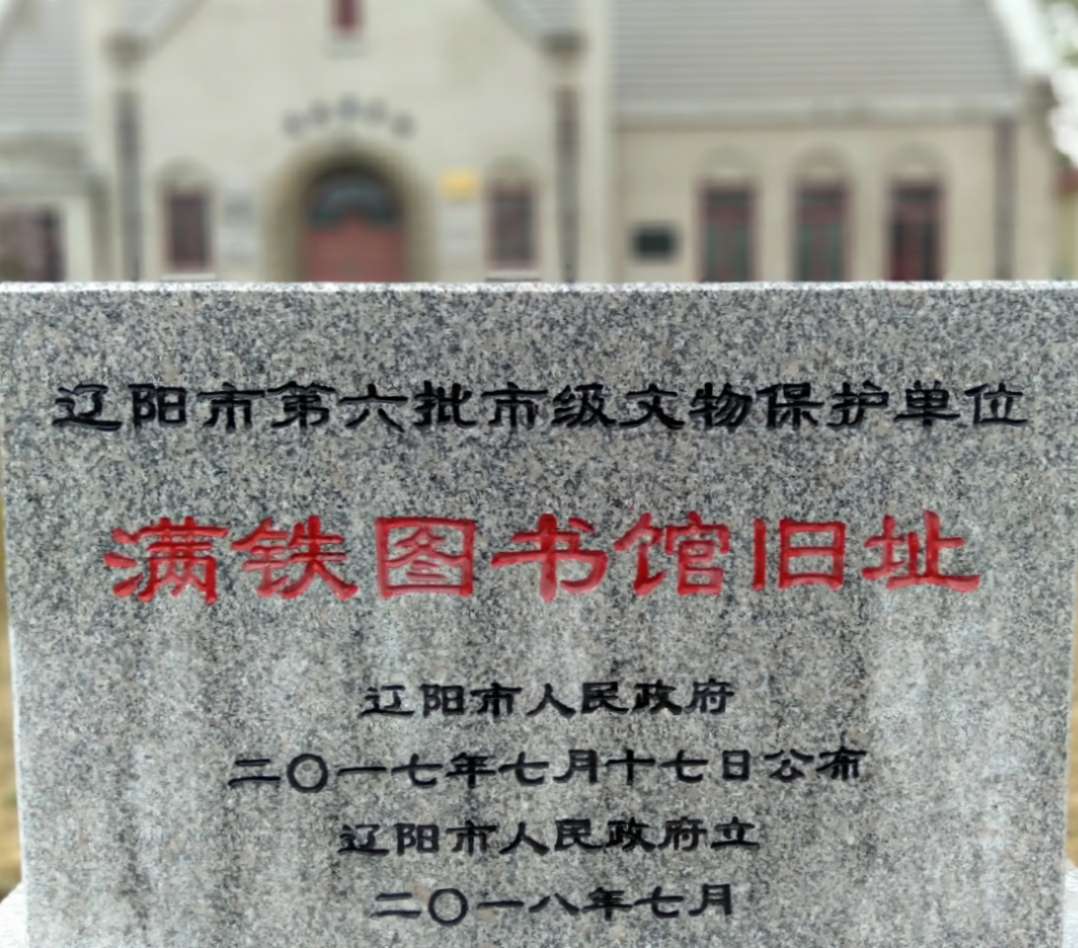 辽阳市第六批市级文物保护单位
满铁图书馆旧址
辽阳市人民政府
二〇一七年七月十七日公布
辽阳市人民政府立
二〇一八年七月